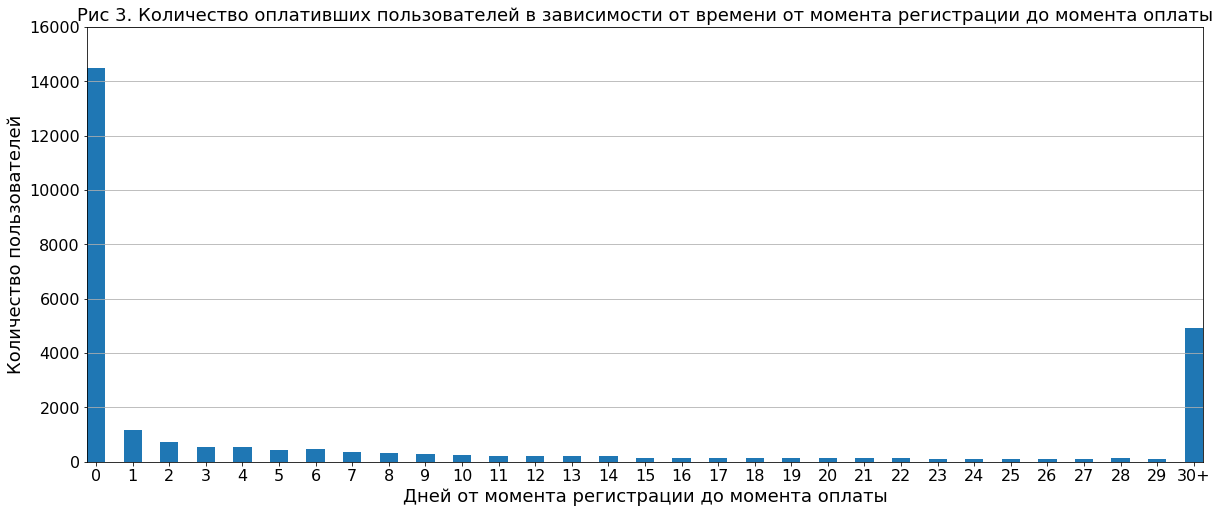 Рис 3. Количество оплативших пользователей в зависимости от времени от момента регистрации до момента оплаты
16000
14000
12000
10000
8000
6000
4000
2000
0
Количество пользователей
0 1 2 3 4 5 6 7 8 9 10 11 12 13 14 15 16 17 18 19 20 21 22 23 24 25 26 27 28 29 30+
Дней от момента регистрации до момента оплаты